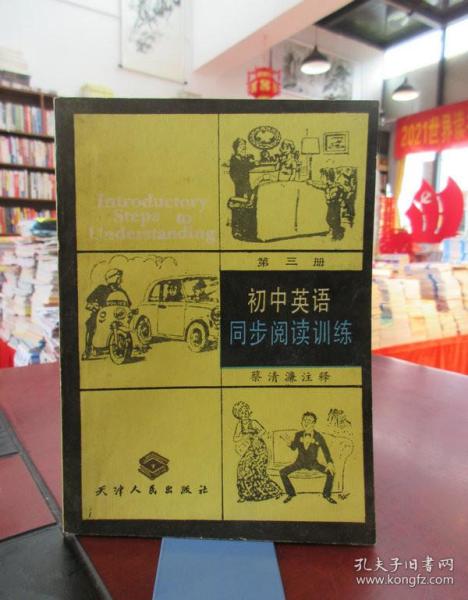 Introductory
Steps to
Understanding
第三册
初中英语
同步阅读训练
蔡清濂注释
天津人民出版社
2021世界读
孔夫子旧书网
www.kongfz.com